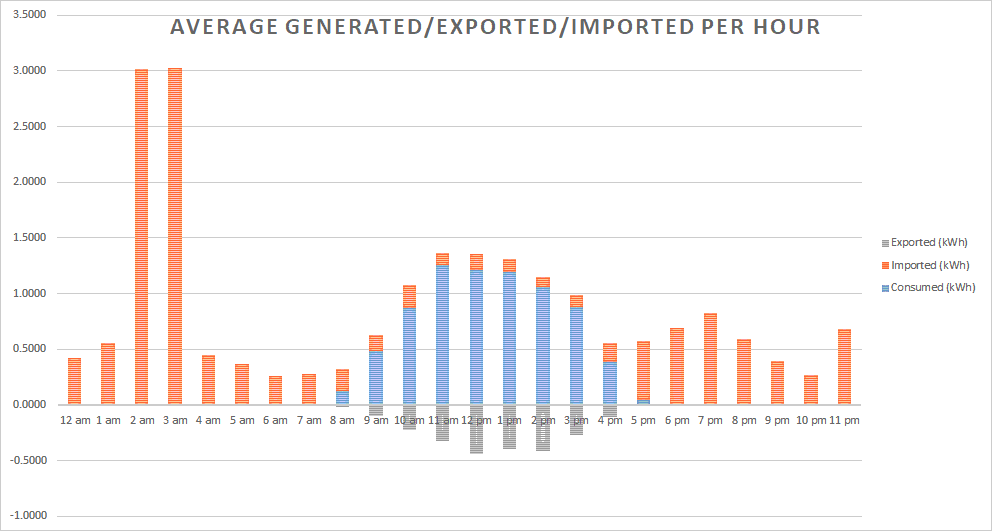 AVERAGE GENERATED/EXPORTED/IMPORTED PER HOUR
3.5000
3.0000
2.5000
2.0000
1.5000
1.0000
0.5000
0.0000
-0.5000
-1.0000
12 am 1 am 2 am 3 am 4 am 5 am 6 am 7 am 8 am 9 am 10 am 11 am 12 pm 1 pm 2 pm 3 pm 4 pm 5 pm 6 pm 7 pm 8 pm 9 pm 10 pm 11 pm
Exported (kWh)
Imported (kWh)
Consumed (kWh)